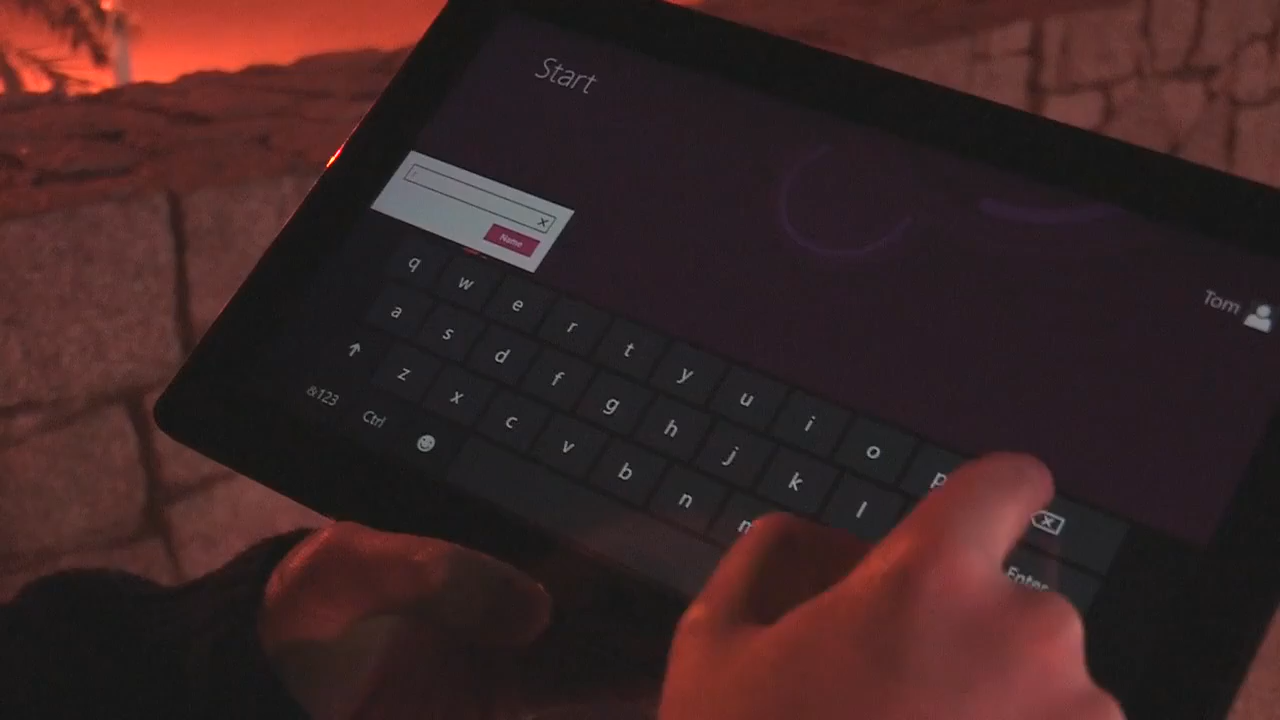 Start
Tom
Name
q w e r t y u i o p
a s d f g h j k l Enter
z x c v b n m
&123 Ctrl